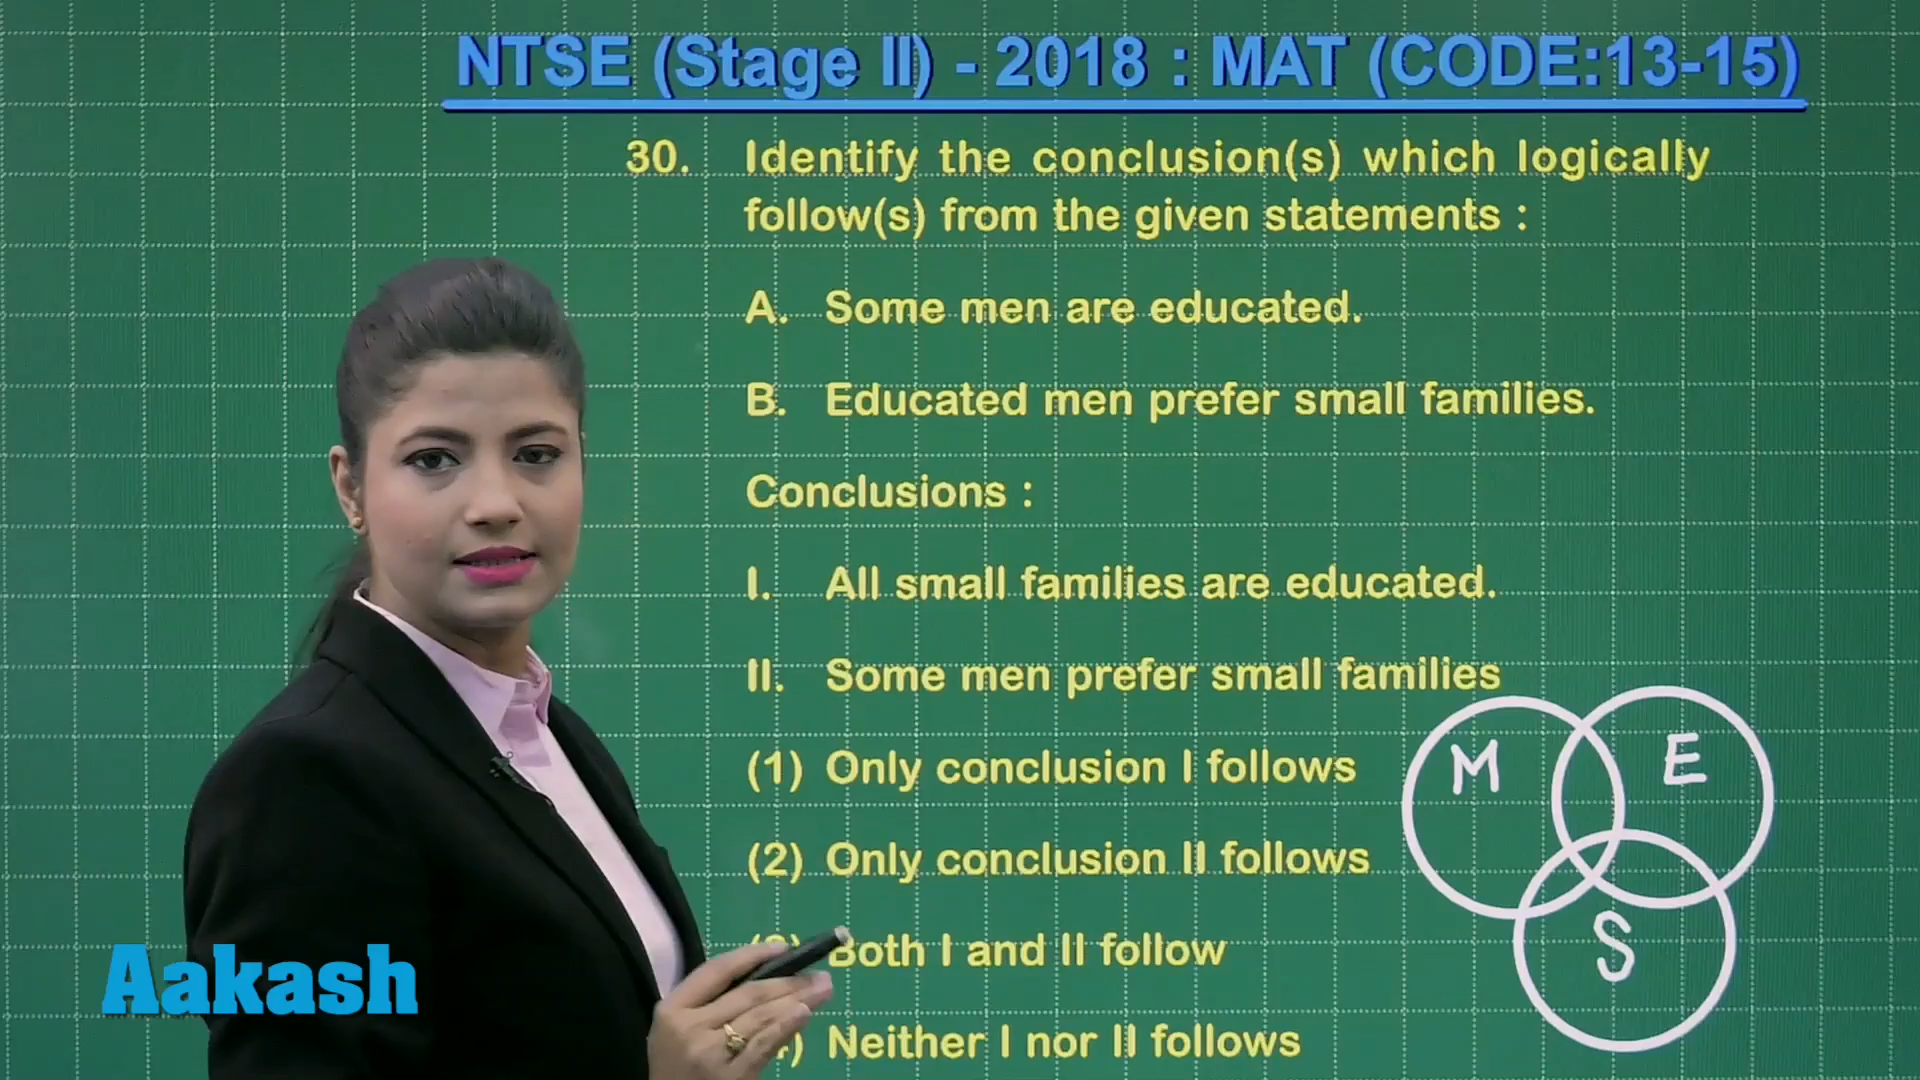 NTSE (Stage II) - 2018 : MAT (CODE:13-15)
30. Identify the conclusion(s) which logically
follow(s) from the given statements :
A. Some men are educated.
B. Educated men prefer small families.
Conclusions :
I. All small families are educated.
II. Some men prefer small families
(1) Only conclusion I follows
(2) Only conclusion II follows
Both I and II follow
Neither I nor II follows
M E
S
Aakash